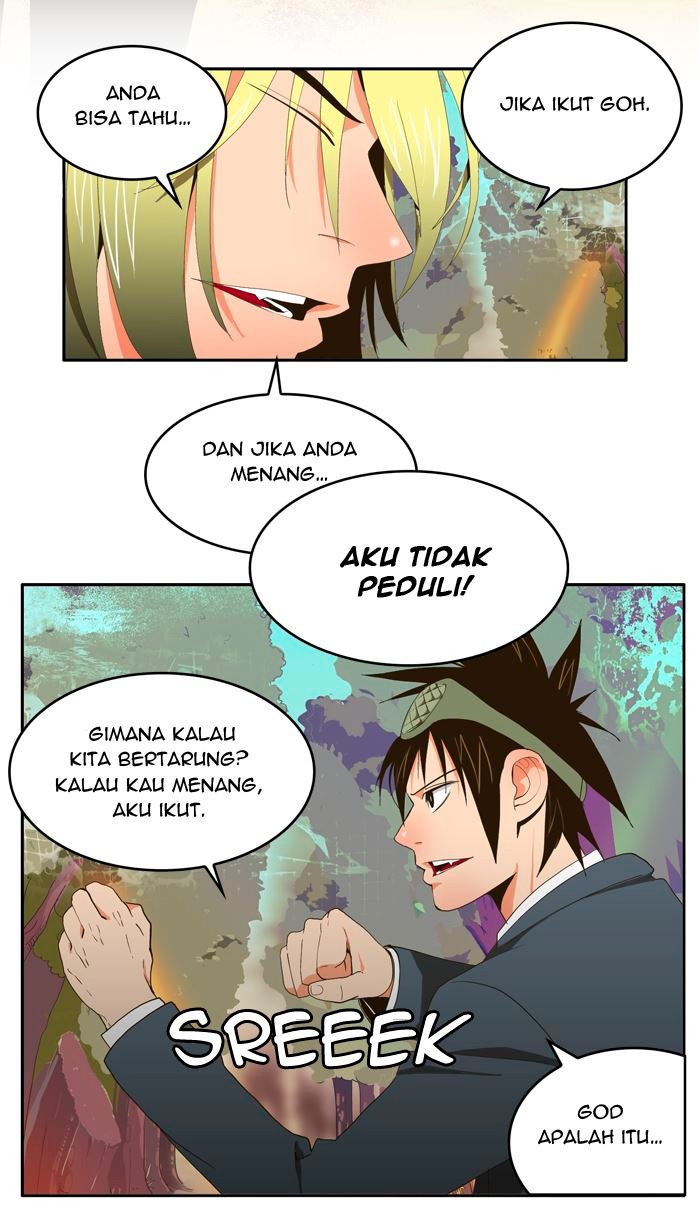 ANDA
BISA TAHU...
JIKA IKUT GOH.
DAN JIKA ANDA
MENANG...
AKU TIDAK
PEDULI!
GIMANA KALAU
KITA BERTARUNG?
KALAU KAU MENANG,
AKU IKUT.
SREEEK
GOD
APALAH ITU...